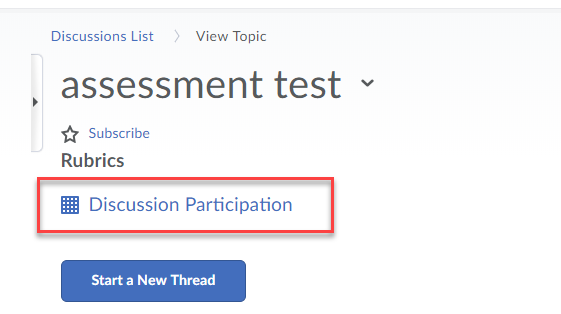 Discussions List > View Topic
assessment test
Subscribe
Rubrics
Discussion Participation
Start a New Thread